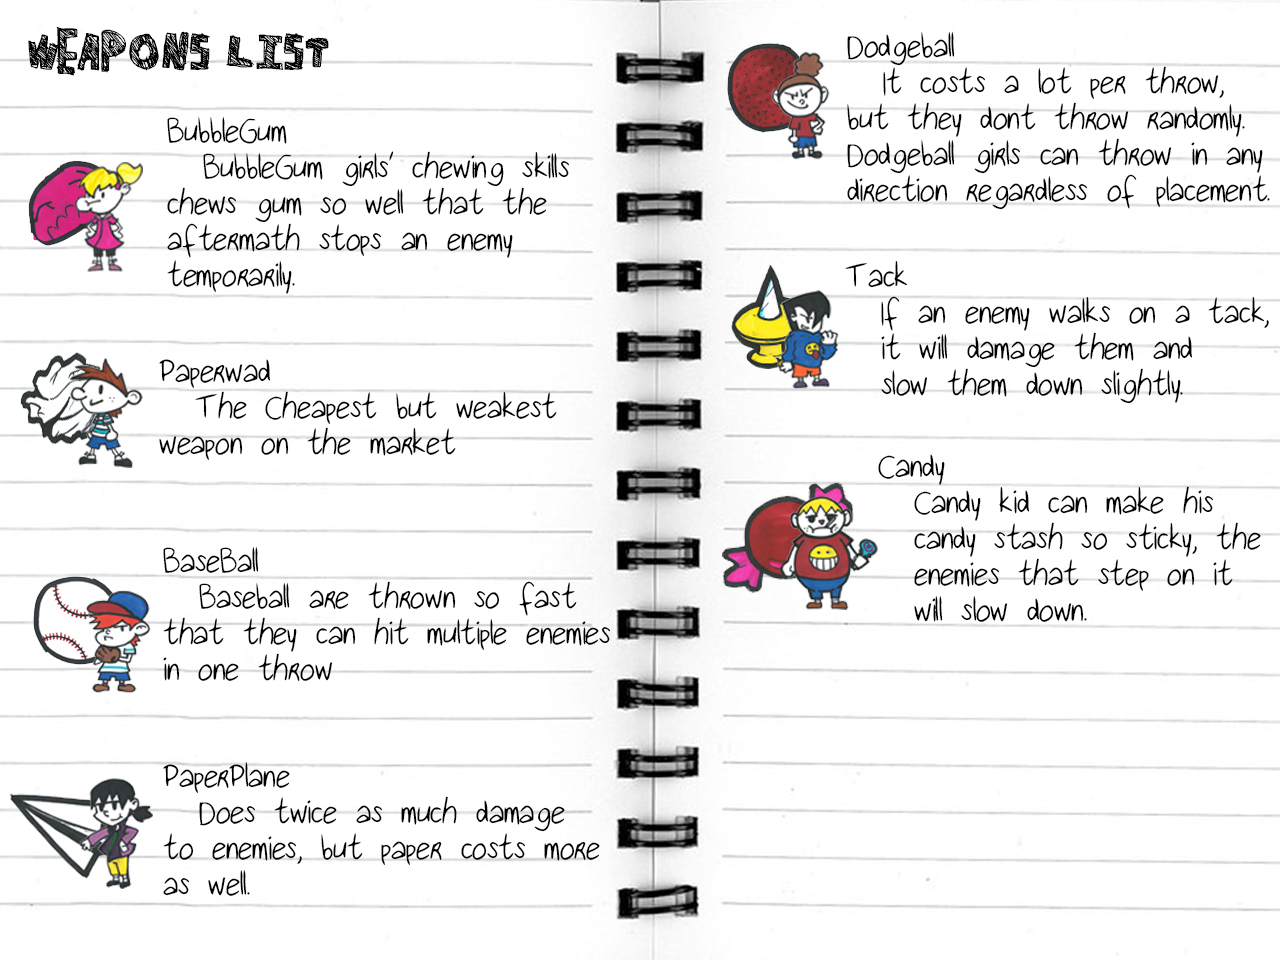 WEAPONS LIST
BubbleGum
BubbleGum girls' chewing skills
chews gum so well that the
aftermath stops an enemy
temporarily.
Paperwad
The Cheapest but weakest
weapon on the market
BaseBall
Baseball are thrown so fast
that they can hit multiple enemies
in one throw
PaperPlane
Does twice as much damage
to enemies, but paper costs more
as well.
Dodgeball
It costs a lot per throw,
but they dont throw randomly.
Dodgeball girls can throw in any
direction regardless of placement.
Tack
If an enemy walks on a tack,
it will damage them and
slow them down slightly.
Candy
Candy kid can make his
candy stash so sticky, the
enemies that step on it
will slow down.